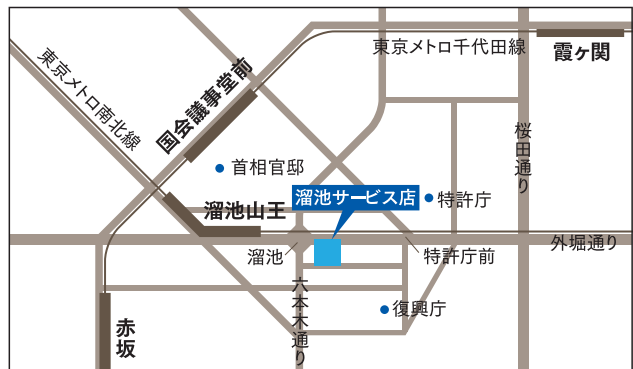 東京メトロ千代田線
霞ヶ関
東京メトロ南北線
国会議事堂前
桜田通り
首相官邸
溜池サービス店
特許庁
溜池山王
外堀通り
溜池
特許庁前
六本木通り
復興庁
赤坂